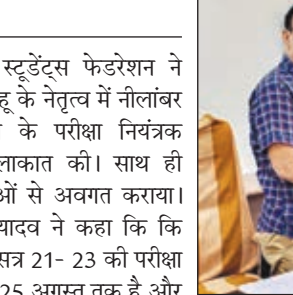 स्टूडेंट्स फेडरेशन ने
के नेतृत्व में नीलांबर
के परीक्षा नियंत्रक
की। साथ ही
से अवगत कराया।
यादव ने कहा कि कि
सत्र 21- 23 की परीक्षा
25 अगस्त तक है और